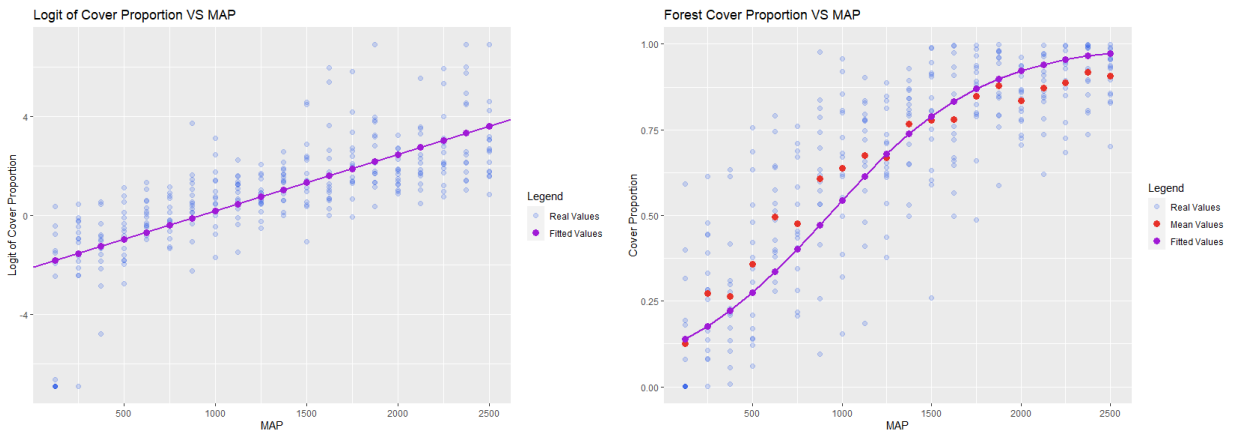 Logit of Cover Proportion VS MAP
Logit of Cover Proportion
4
0
-4
500
1000
1500
2000
2500
MAP
Legend
Real Values
Fitted Values
Forest Cover Proportion VS MAP
Cover Proportion
1.00
0.75
0.50
0.25
0.00
500
1000
1500
2000
2500
MAP
Legend
Real Values
Mean Values
Fitted Values